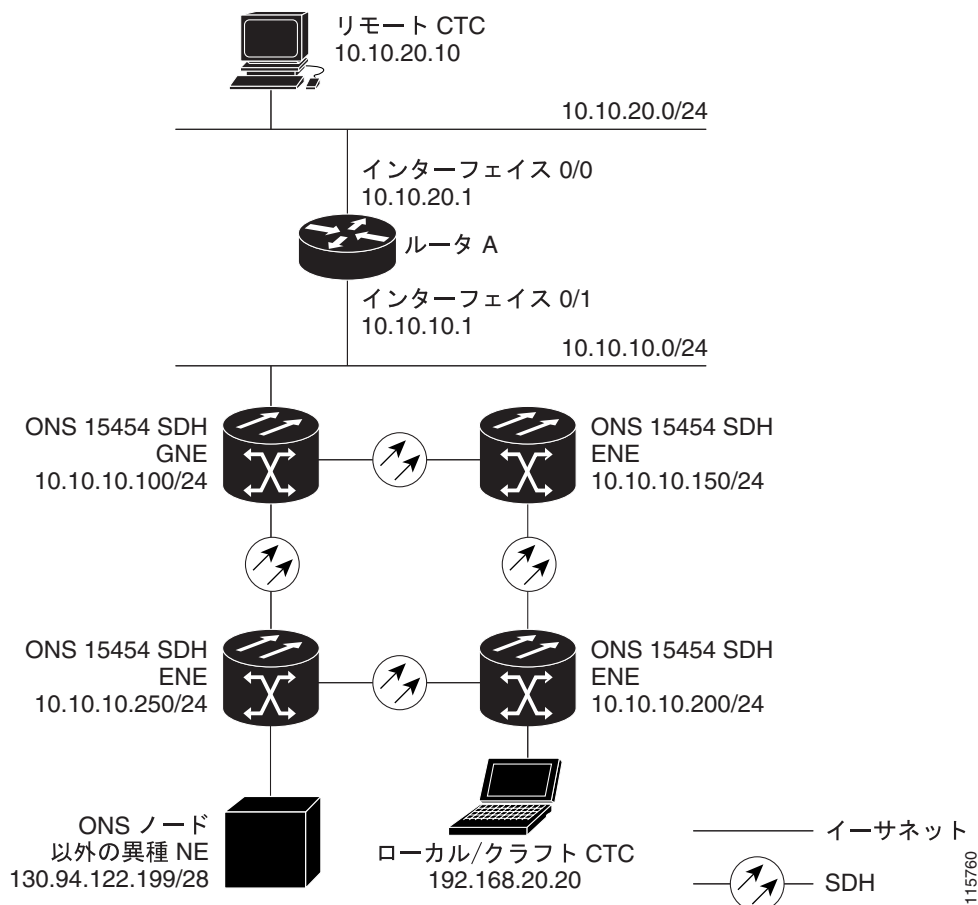 リモート CTC
10.10.20.10
10.10.20.0/24
インターフェイス 0/0
10.10.20.1
ルータ A
インターフェイス 0/1
10.10.10.1
10.10.10.0/24
ONS 15454 SDH
GNE
10.10.10.100/24
ONS 15454 SDH
ENE
10.10.10.150/24
ONS 15454 SDH
ENE
10.10.10.250/24
ONS 15454 SDH
ENE
10.10.10.200/24
ONS ノード
以外の異種 NE
130.94.122.199/28
ローカル/クラフト CTC
192.168.20.20
イーサネット
SDH
115760